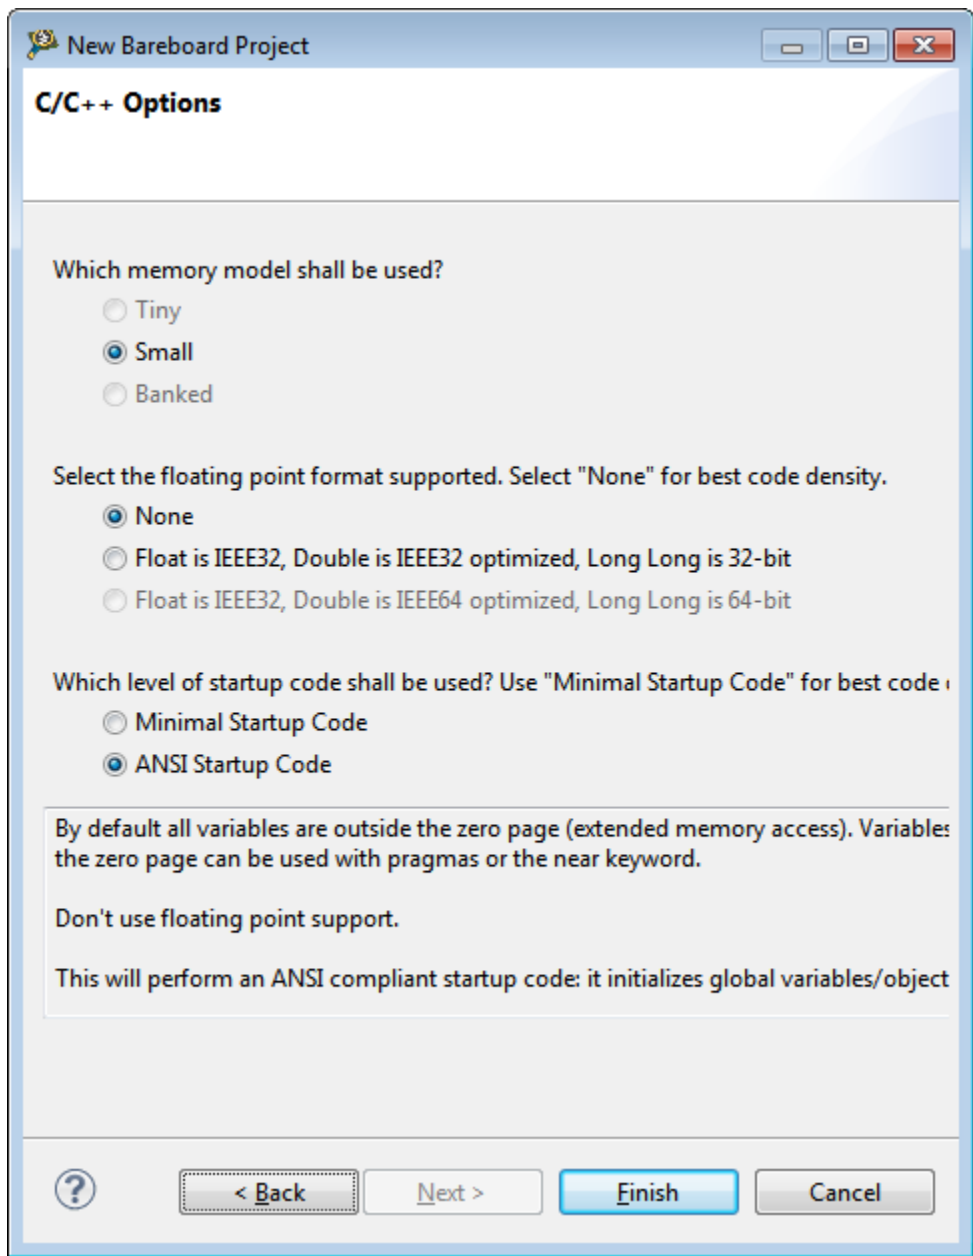 New Bareboard Project
C/C++ Options
Which memory model shall be used?
Tiny
Small
Banked
Select the floating point format supported. Select "None" for best code density.
None
Float is IEEE32, Double is IEEE32 optimized, Long Long is 32-bit
Float is IEEE32, Double is IEEE64 optimized, Long Long is 64-bit
Which level of startup code shall be used? Use "Minimal Startup Code" for best code
Minimal Startup Code
ANSI Startup Code
By default all variables are outside the zero page (extended memory access). Variables
the zero page can be used with pragmas or the near keyword.
Don't use floating point support.
This will perform an ANSI compliant startup code: it initializes global variables/object
? < Back Next > Finish Cancel